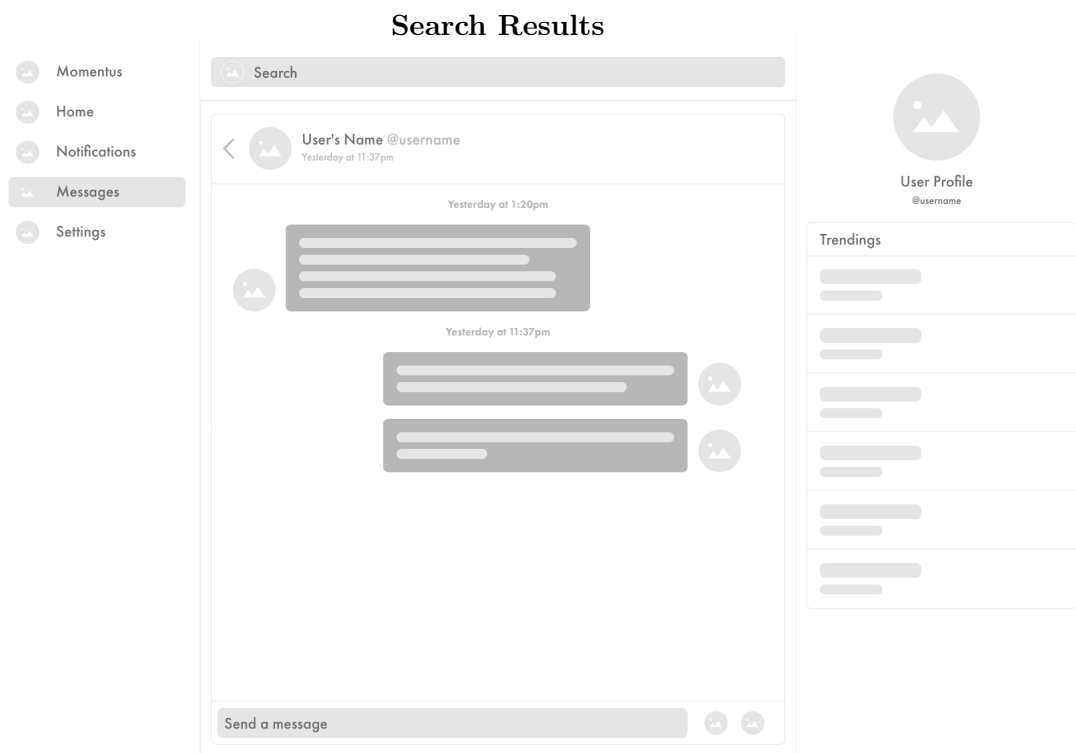 Search Results
Momentus
Home
Notifications
Messages
Settings
Search
User's Name @username
Yesterday at 11:37pm
Yesterday at 1:20pm
Yesterday at 11:37pm
Send a message
User Profile
@username
Trendings